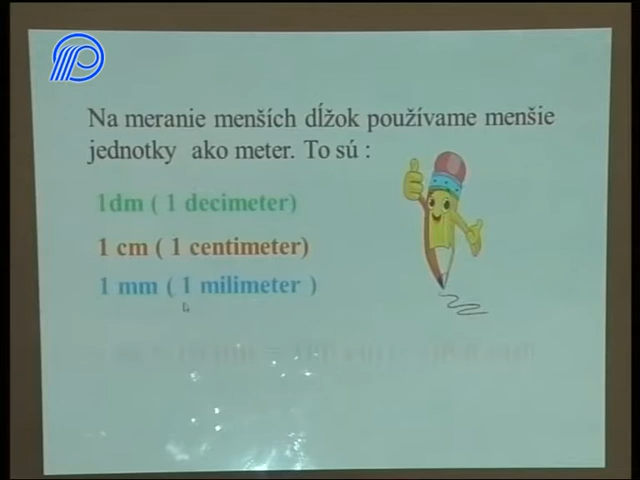 Na meranie menších dĺžok používame menšie
jednotky ako meter. To sú :
1dm ( 1 decimeter)
1 cm ( 1 centimeter)
1 mm ( 1 milimeter )